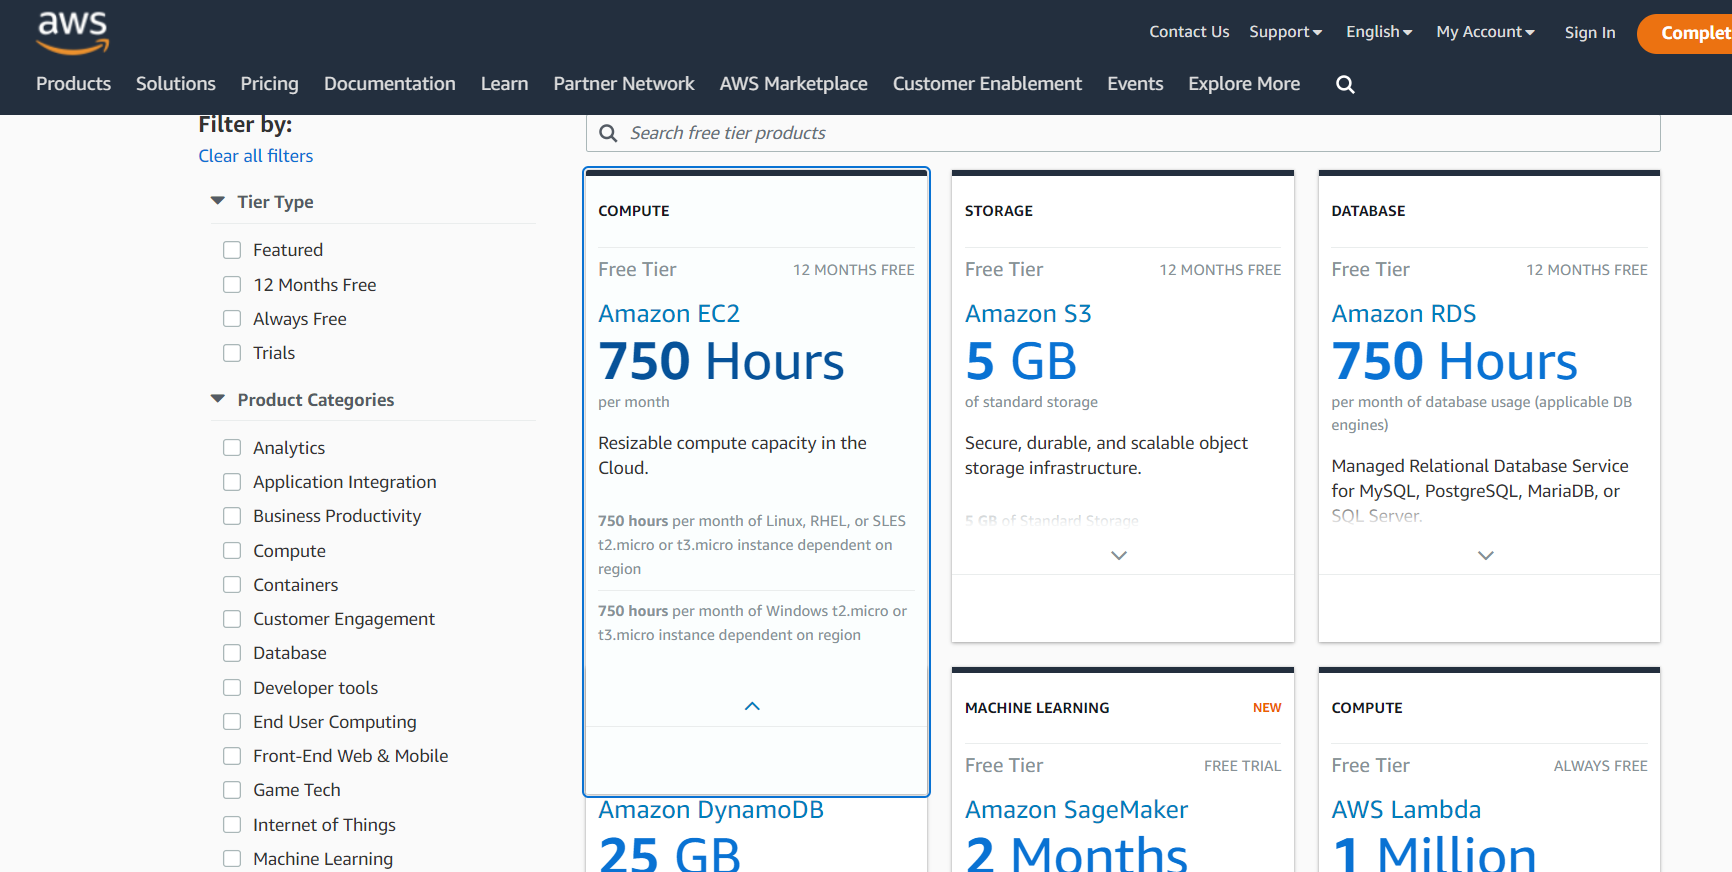 aws
Contact Us Support English My Account Sign In Complet
Products Solutions Pricing Documentation Learn Partner Network AWS Marketplace Customer Enablement Events Explore More
Filter by:
Clear all filters
Tier Type
Featured
12 Months Free
Always Free
Trials
Product Categories
Analytics
Application Integration
Business Productivity
Compute
Containers
Customer Engagement
Database
Developer tools
End User Computing
Front-End Web & Mobile
Game Tech
Internet of Things
Machine Learning
Search free tier products
COMPUTE
Free Tier 12 MONTHS FREE
Amazon EC2
750 Hours
per month
Resizable compute capacity in the
Cloud.
750 hours per month of Linux, RHEL, or SLES
t2.micro or t3.micro instance dependent on
region
750 hours per month of Windows t2.micro or
t3.micro instance dependent on region
STORAGE
Free Tier 12 MONTHS FREE
Amazon S3
5 GB
of standard storage
Secure, durable, and scalable object
storage infrastructure.
5 GB of Standard Storage
DATABASE
Free Tier 12 MONTHS FREE
Amazon RDS
750 Hours
per month of database usage (applicable DB
engines)
Managed Relational Database Service
for MySQL, PostgreSQL, MariaDB, or
SQL Server.
Amazon DynamoDB
25 GB
MACHINE LEARNING NEW
Free Tier FREE TRIAL
Amazon SageMaker
2 Months
COMPUTE
Free Tier ALWAYS FREE
AWS Lambda
1 Million